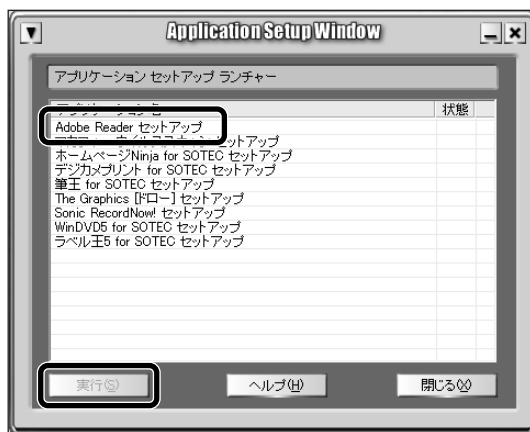 Application Setup Window
アプリケーション セットアップ ランチャー
状態
Adobe Reader セットアップ
セットアップ
ホームページNinja for SOTEC セットアップ
デジカメプリント for SOTEC セットアップ
筆王 for SOTEC セットアップ
The Graphics [ドロー] セットアップ
Sonic RecordNow! セットアップ
WinDVD5 for SOTEC セットアップ
ラベル王5 for SOTEC セットアップ
実行(S) ヘルプ(H) 閉じる(X)